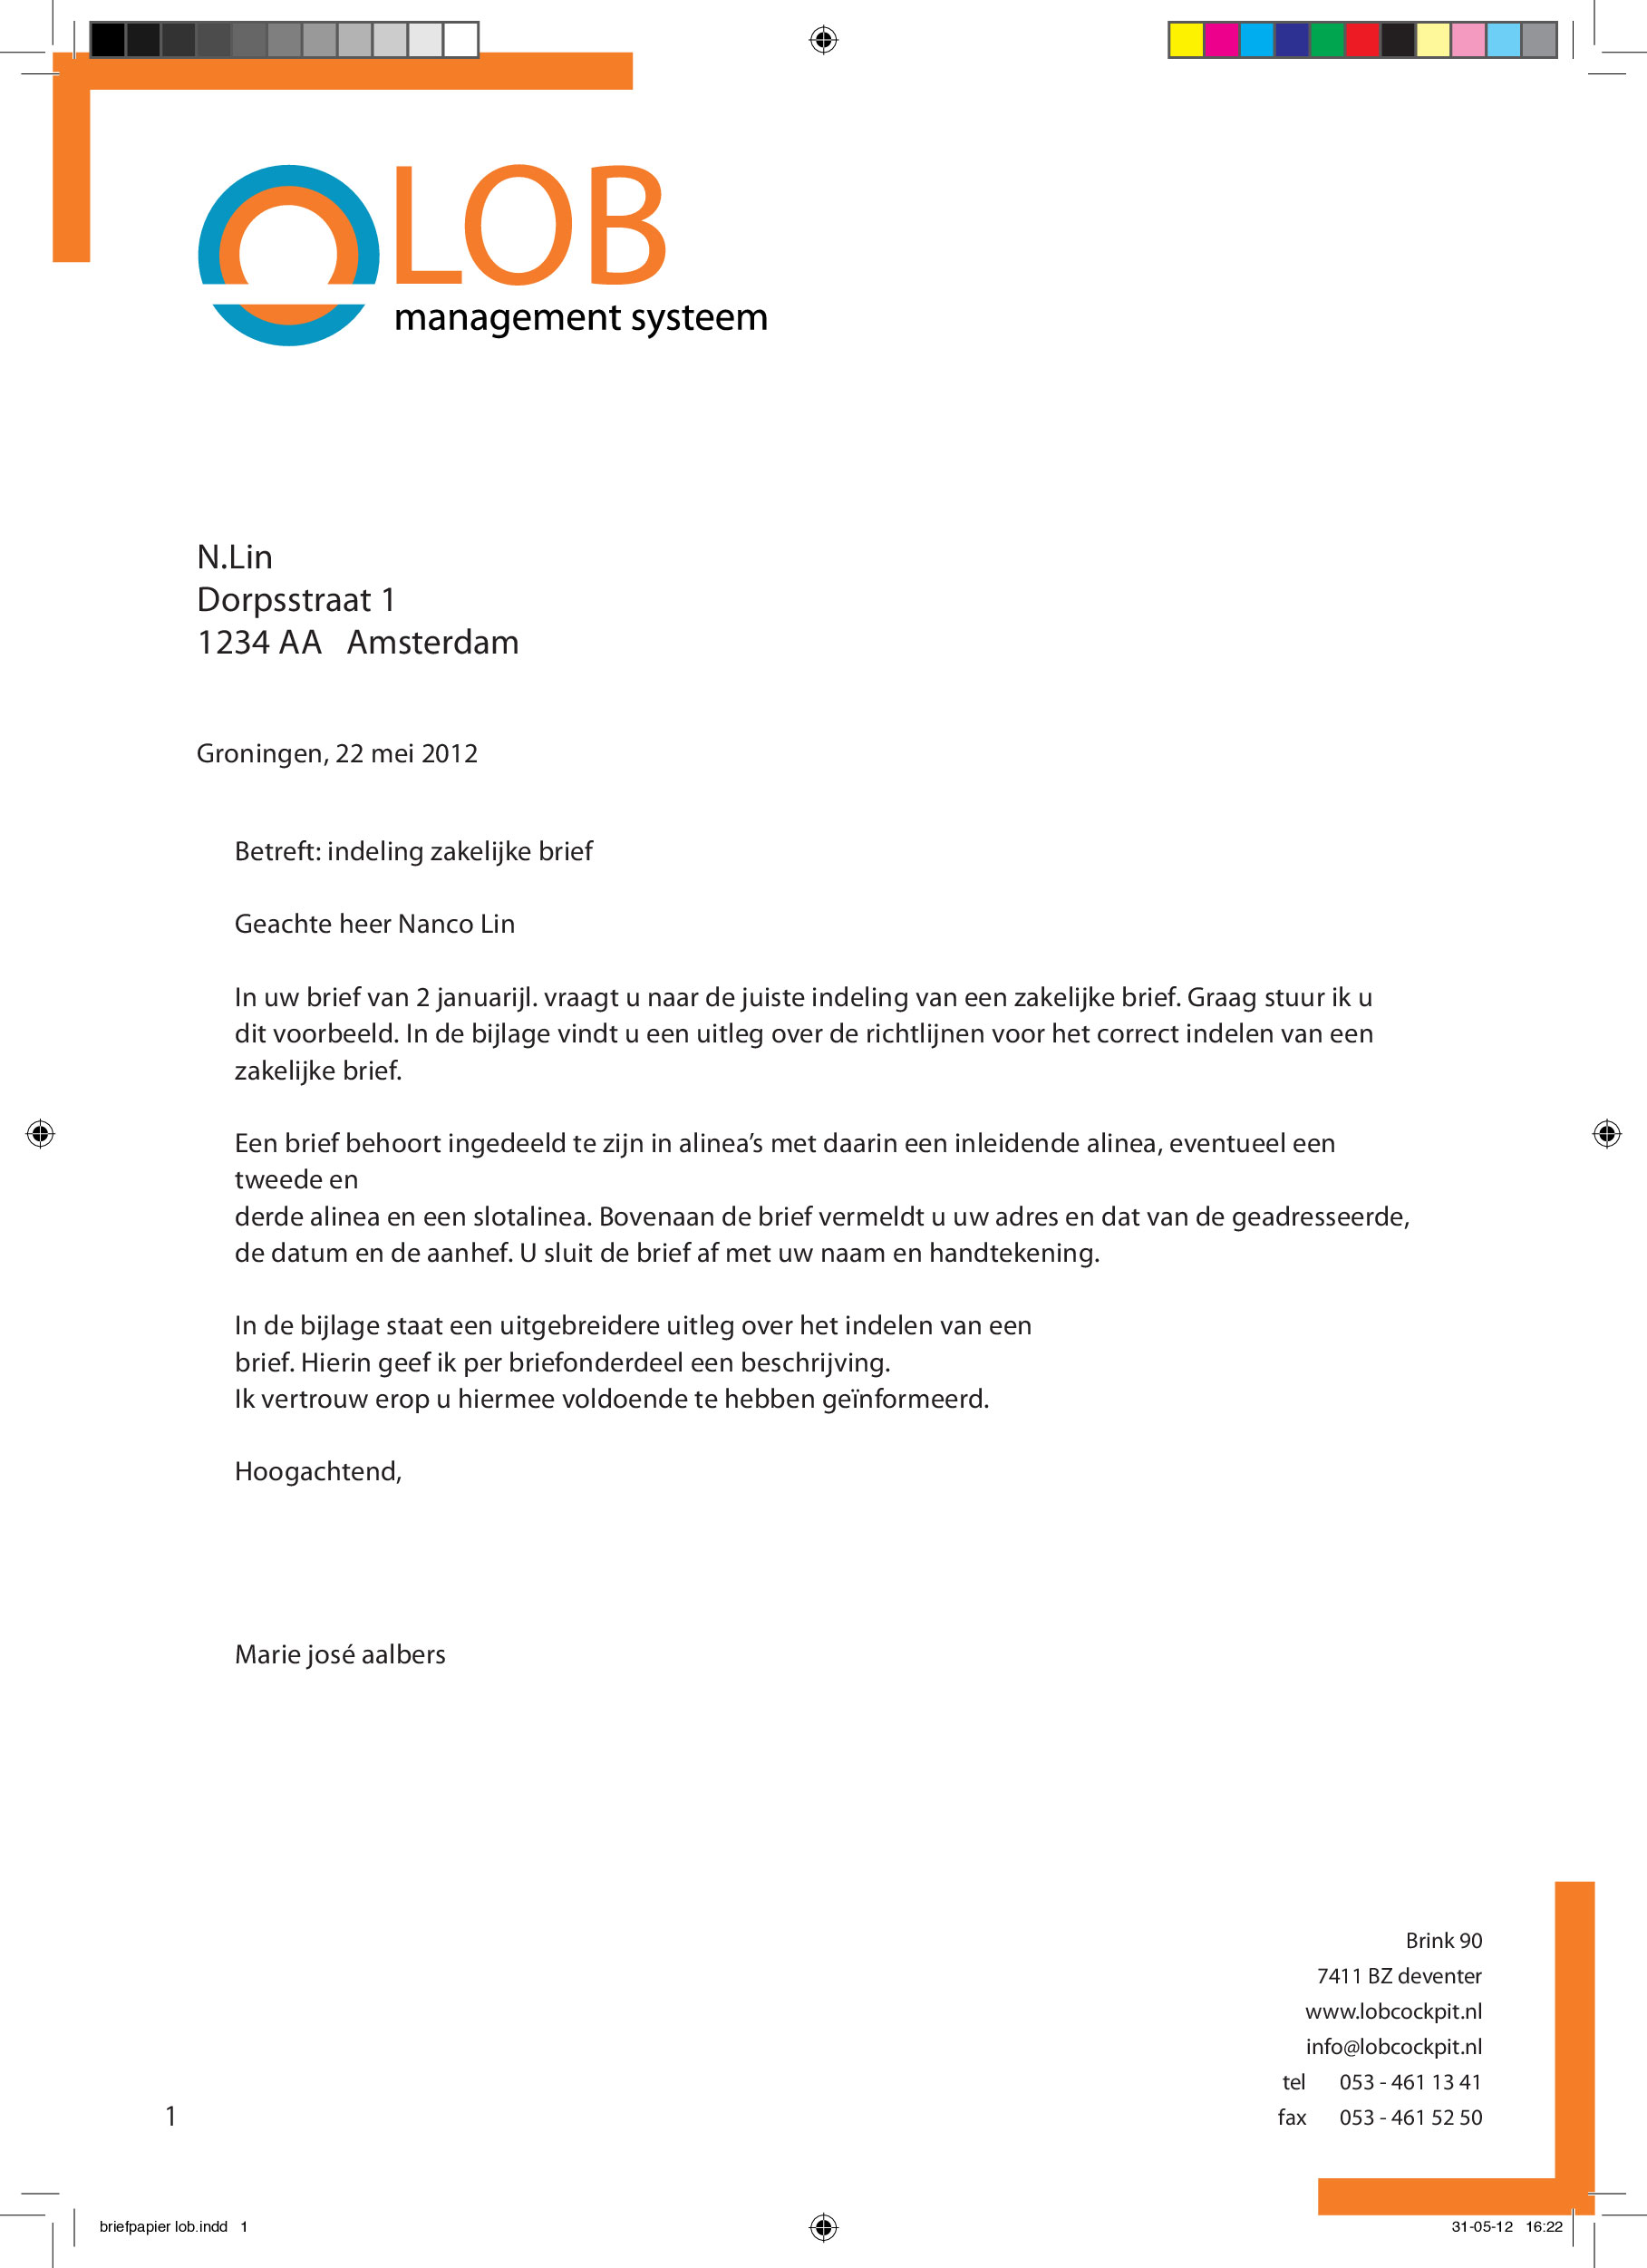 LOB
management systeem
N.Lin
Dorpsstraat 1
1234 AA Amsterdam
Groningen, 22 mei 2012
Betreft: indeling zakelijke brief
Geachte heer Nanco Lin
In uw brief van 2 januarijl. vraagt u naar de juiste indeling van een zakelijke brief. Graag stuur ik u
dit voorbeeld. In de bijlage vindt u een uitleg over de richtlijnen voor het correct indelen van een
zakelijke brief.
Een brief behoort ingedeeld te zijn in alinea’s met daarin een inleidende alinea, eventueel een
tweede en
derde alinea en een slotalinea. Bovenaan de brief vermeldt u uw adres en dat van de geadresseerde,
de datum en de aanhef. U sluit de brief af met uw naam en handtekening.
In de bijlage staat een uitgebreidere uitleg over het indelen van een
brief. Hierin geef ik per briefonderdeel een beschrijving.
Ik vertrouw erop u hiermee voldoende te hebben geïnformeerd.
Hoogachtend,
Marie josé aalbers
Brink 90
7411 BZ deventer
www.lobcockpit.nl
info@lobcockpit.nl
tel 053 - 461 13 41
fax 053 - 461 52 50
1
briefpapier lob.indd 1
31-05-12 16:22